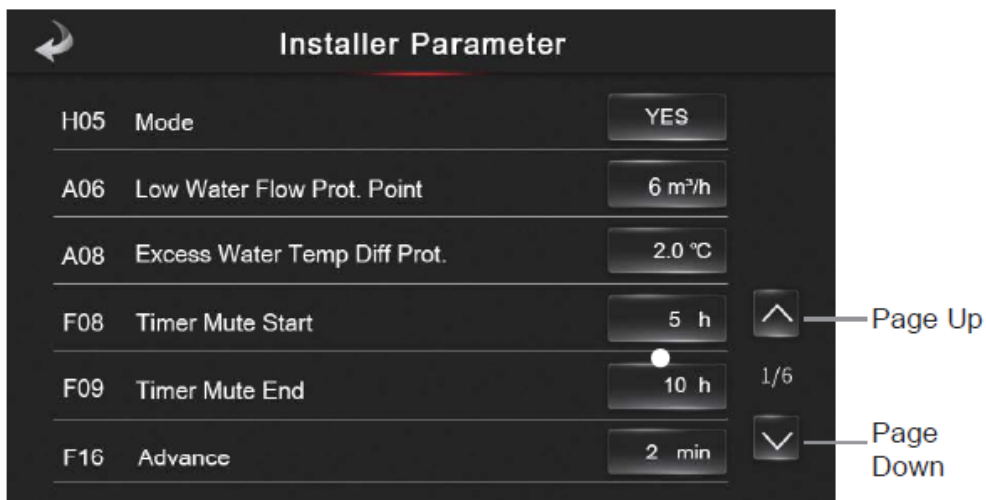 Installer Parameter
H05 Mode YES
A06 Low Water Flow Prot. Point 6 m³/h
A08 Excess Water Temp Diff Prot. 2.0 ℃
F08 Timer Mute Start 5 h
Page Up
F09 Timer Mute End 10 h
1/6
F16 Advance 2 min
Page
Down